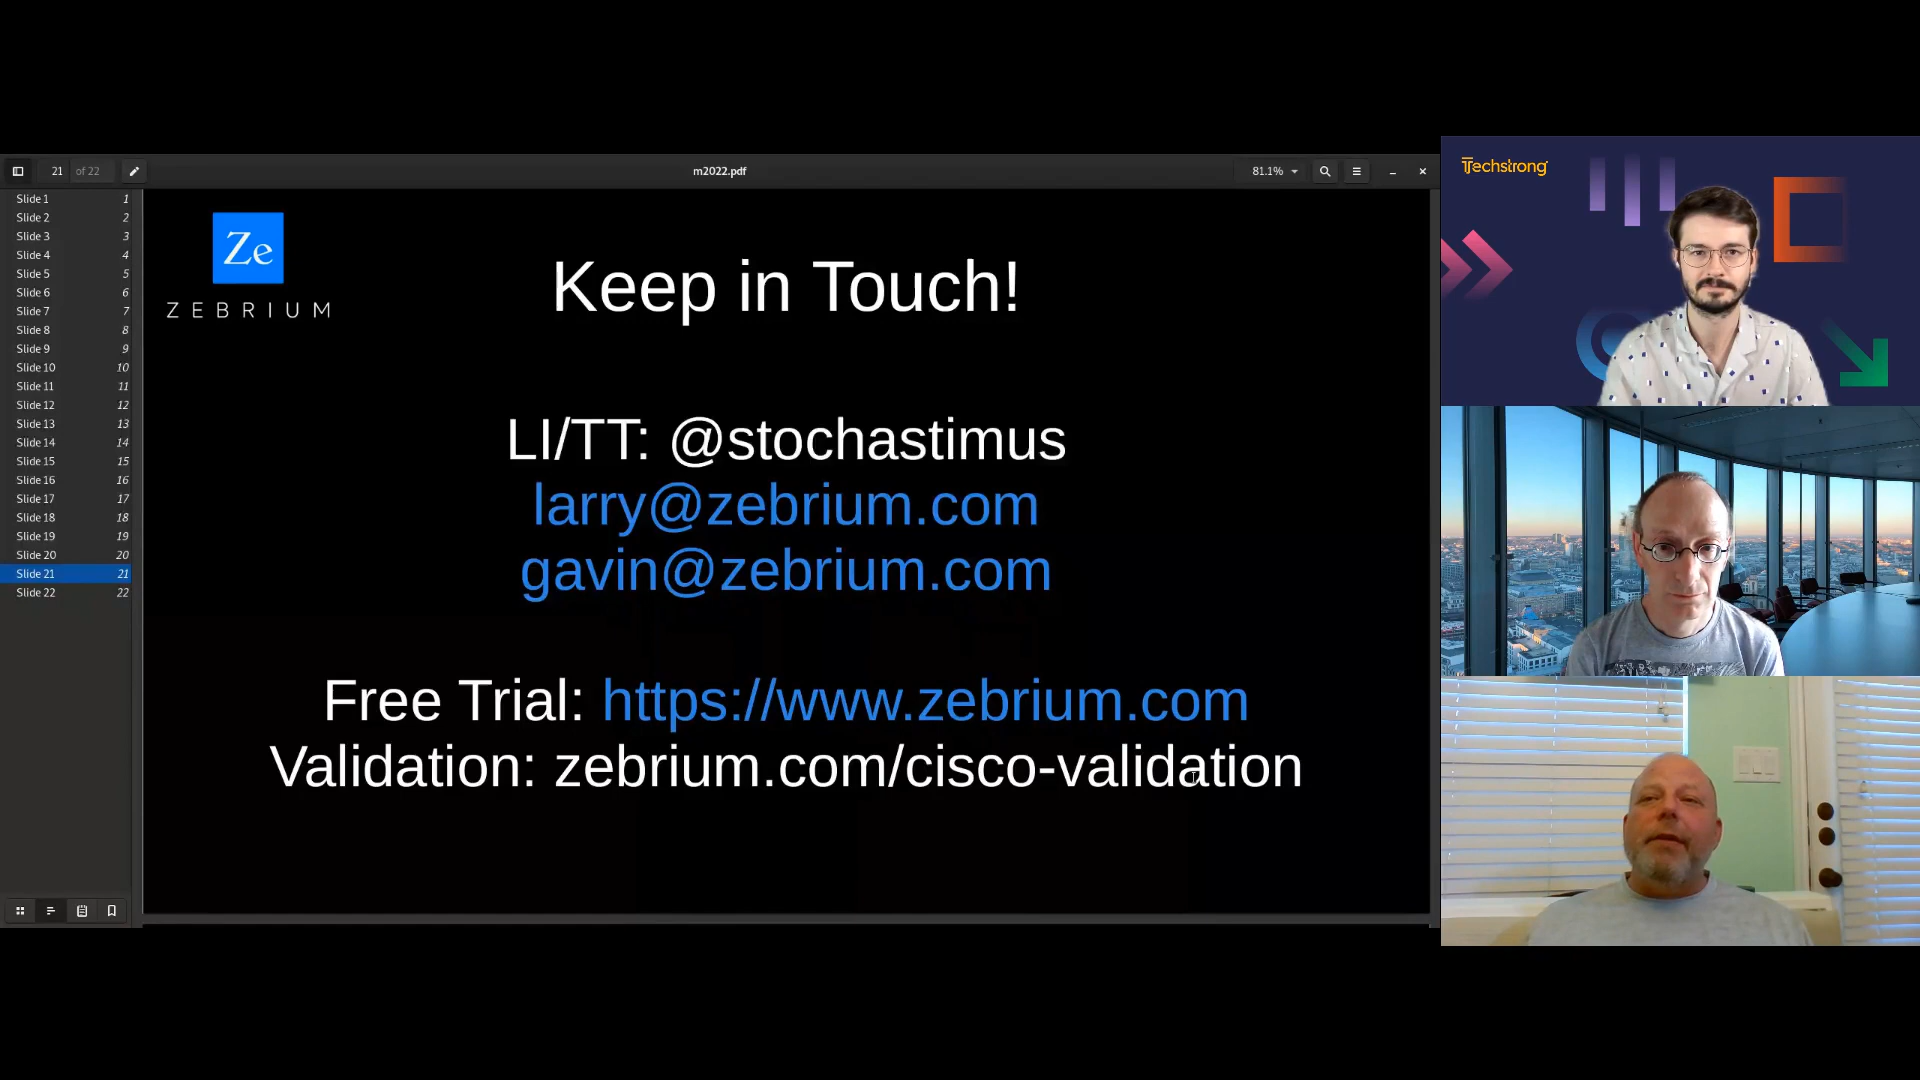 21 of 22
m2022.pdf
81.1%
Slide 1 1
Slide 2 2
Slide 3 3
Slide 4 4
Slide 5 5
Slide 6 6
Slide 7 7
Slide 8 8
Slide 9 9
Slide 10 10
Slide 11 11
Slide 12 12
Slide 13 13
Slide 14 14
Slide 15 15
Slide 16 16
Slide 17 17
Slide 18 18
Slide 19 19
Slide 20 20
Slide 21 21
Slide 22 22
Ze
ZEBRIUM
Keep in Touch!
LI/TT: @stochastimus
larry@zebrium.com
gavin@zebrium.com
Free Trial: https://www.zebrium.com
Validation: zebrium.com/cisco-validation
Techstrong